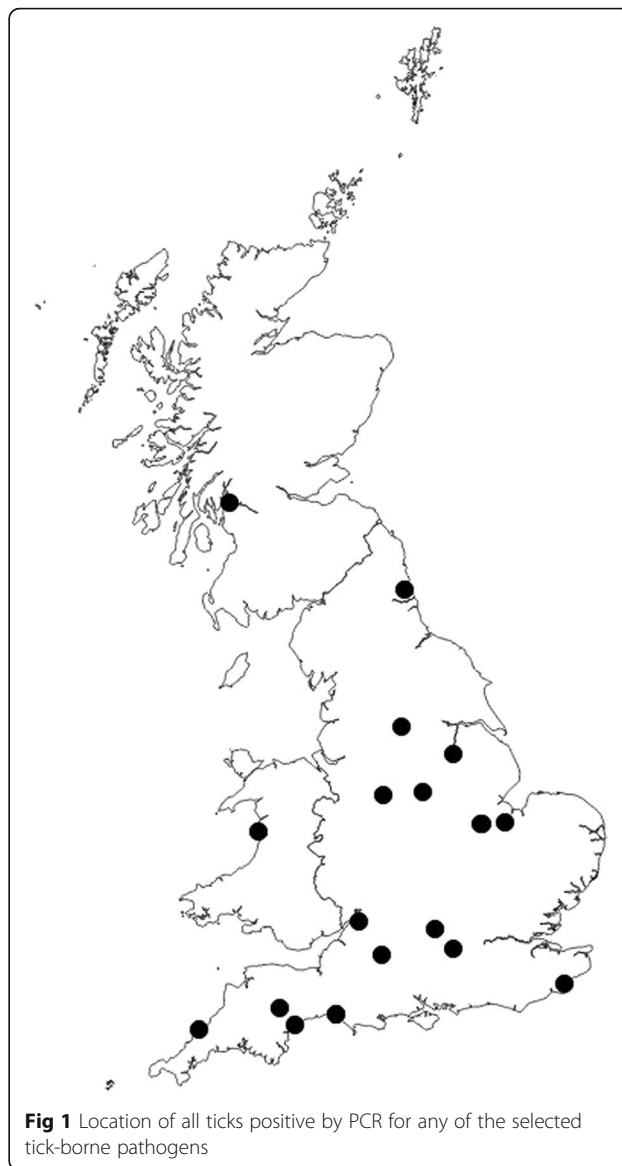 Fig 1 Location of all ticks positive by PCR for any of the selected
tick-borne pathogens